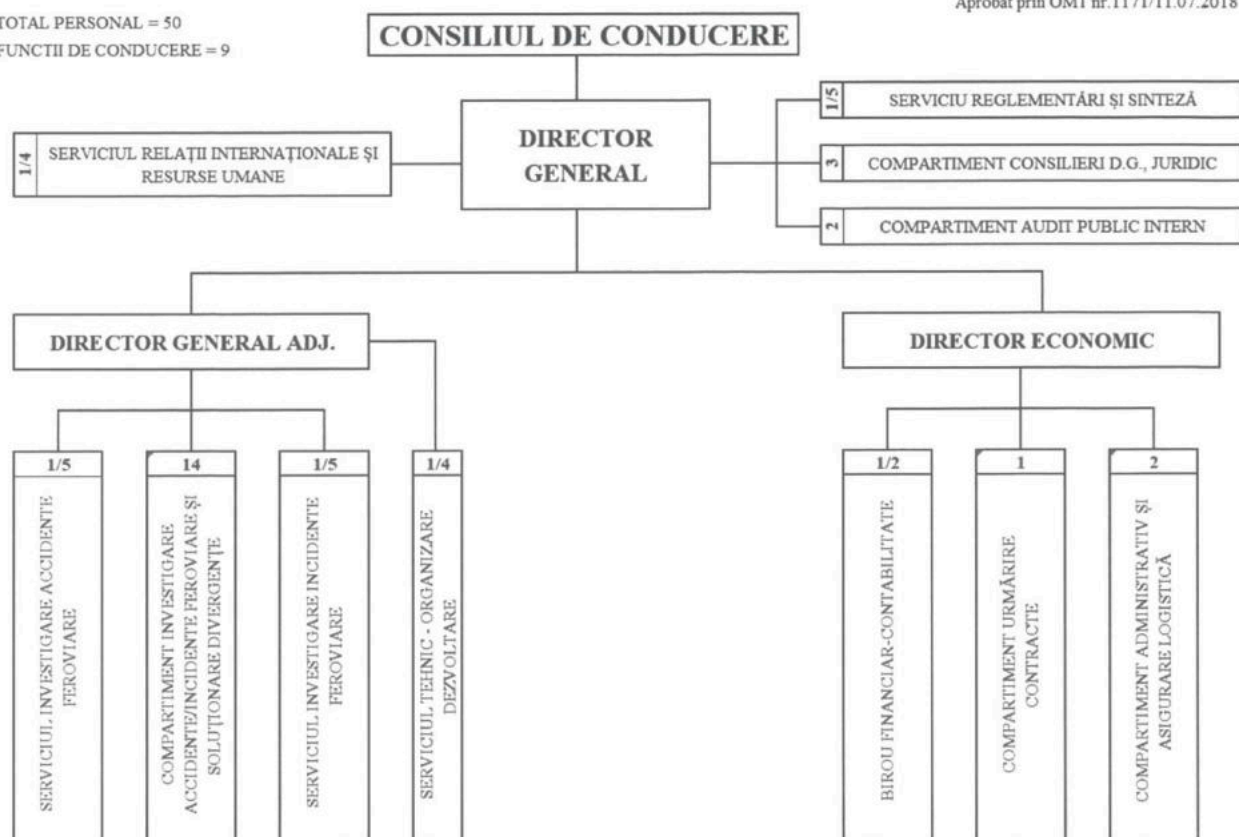 TOTAL PERSONAL = 50
FUNCTII DE CONDUCERE = 9
Aprobat prin OMT nr.1171/11.07.2018
CONSILIUL DE CONDUCERE
DIRECTOR
GENERAL
1/4
SERVICIUL RELAȚII INTERNAȚIONALE ȘI
RESURSE UMANE
1/5
SERVICIU REGLEMENTĂRI ȘI SINTEZĂ
3
COMPARTIMENT CONSILIERI D.G., JURIDIC
2
COMPARTIMENT AUDIT PUBLIC INTERN
DIRECTOR GENERAL ADJ.
DIRECTOR ECONOMIC
1/5
SERVICIUL INVESTIGARE ACCIDENTE
FEROVIARE
14
COMPARTIMENT INVESTIGARE
ACCIDENTE/INCIDENTE FEROVIARE ȘI
SOLUȚIONARE DIVERGENȚE
1/5
SERVICIUL INVESTIGARE INCIDENTE
FEROVIARE
1/4
SERVICIUL TEHNIC - ORGANIZARE
DEZVOLTARE
1/2
BIROU FINANCIAR-CONTABILITATE
1
COMPARTIMENT URMĂRIRE
CONTRACTE
2
COMPARTIMENT ADMINISTRATIV ȘI
ASIGURARE LOGISTICĂ